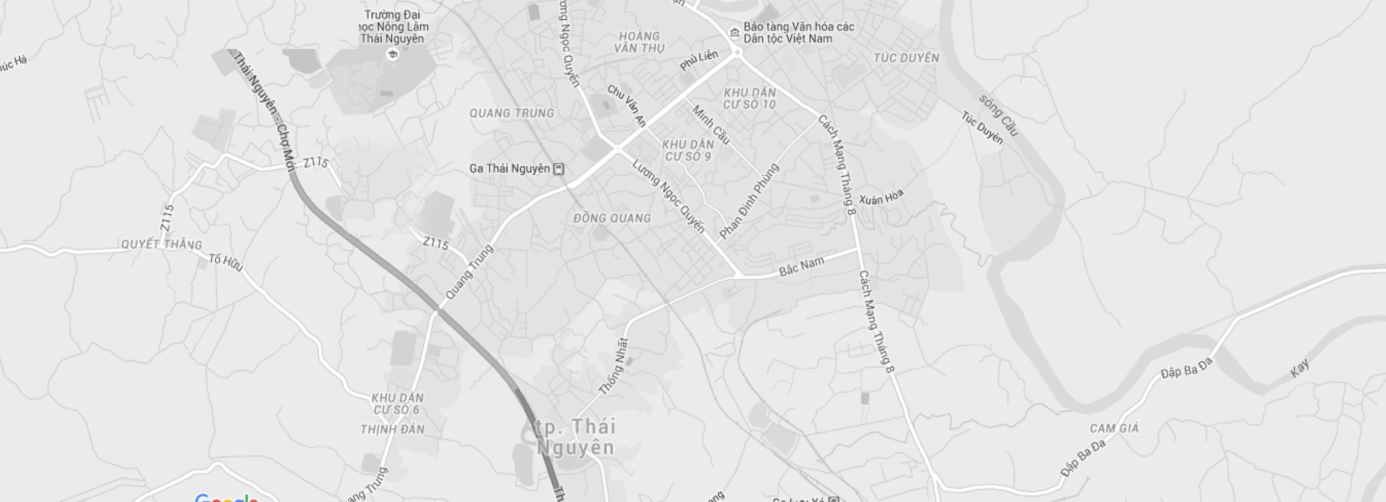 Trường Đại
học Nông Lâm
Thái Nguyên
HOÀNG
VĂN THỤ
Bảo tàng Văn hóa các
Dân tộc Việt Nam
TÚC DUYÊN
Phủ Liễn
Lương Ngọc Quyến
Thái Nguyên - Chợ Mới
QUANG TRUNG
Chu Văn An
KHU DÂN
CƯ SỐ 10
Minh Cầu
sông Cầu
Túc Duyên
Cách Mạng Tháng 8
KHU DÂN
CƯ SỐ 9
Ga Thái Nguyên
Z115
Lương Ngọc Quyến
Phan Đình Phùng
Xuân Hòa
Z115
ĐỒNG QUANG
QUYẾT THẮNG
Z115
Tố Hữu
Quang Trung
Bắc Nam
Cách Mạng Tháng 8
Thống Nhất
Đập Ba Đa
Kay
KHU DÂN
CƯ SỐ 6
THỊNH ĐÁN
tp. Thái
Nguyên
CAM GIÁ
Đập Ba Đa
Google